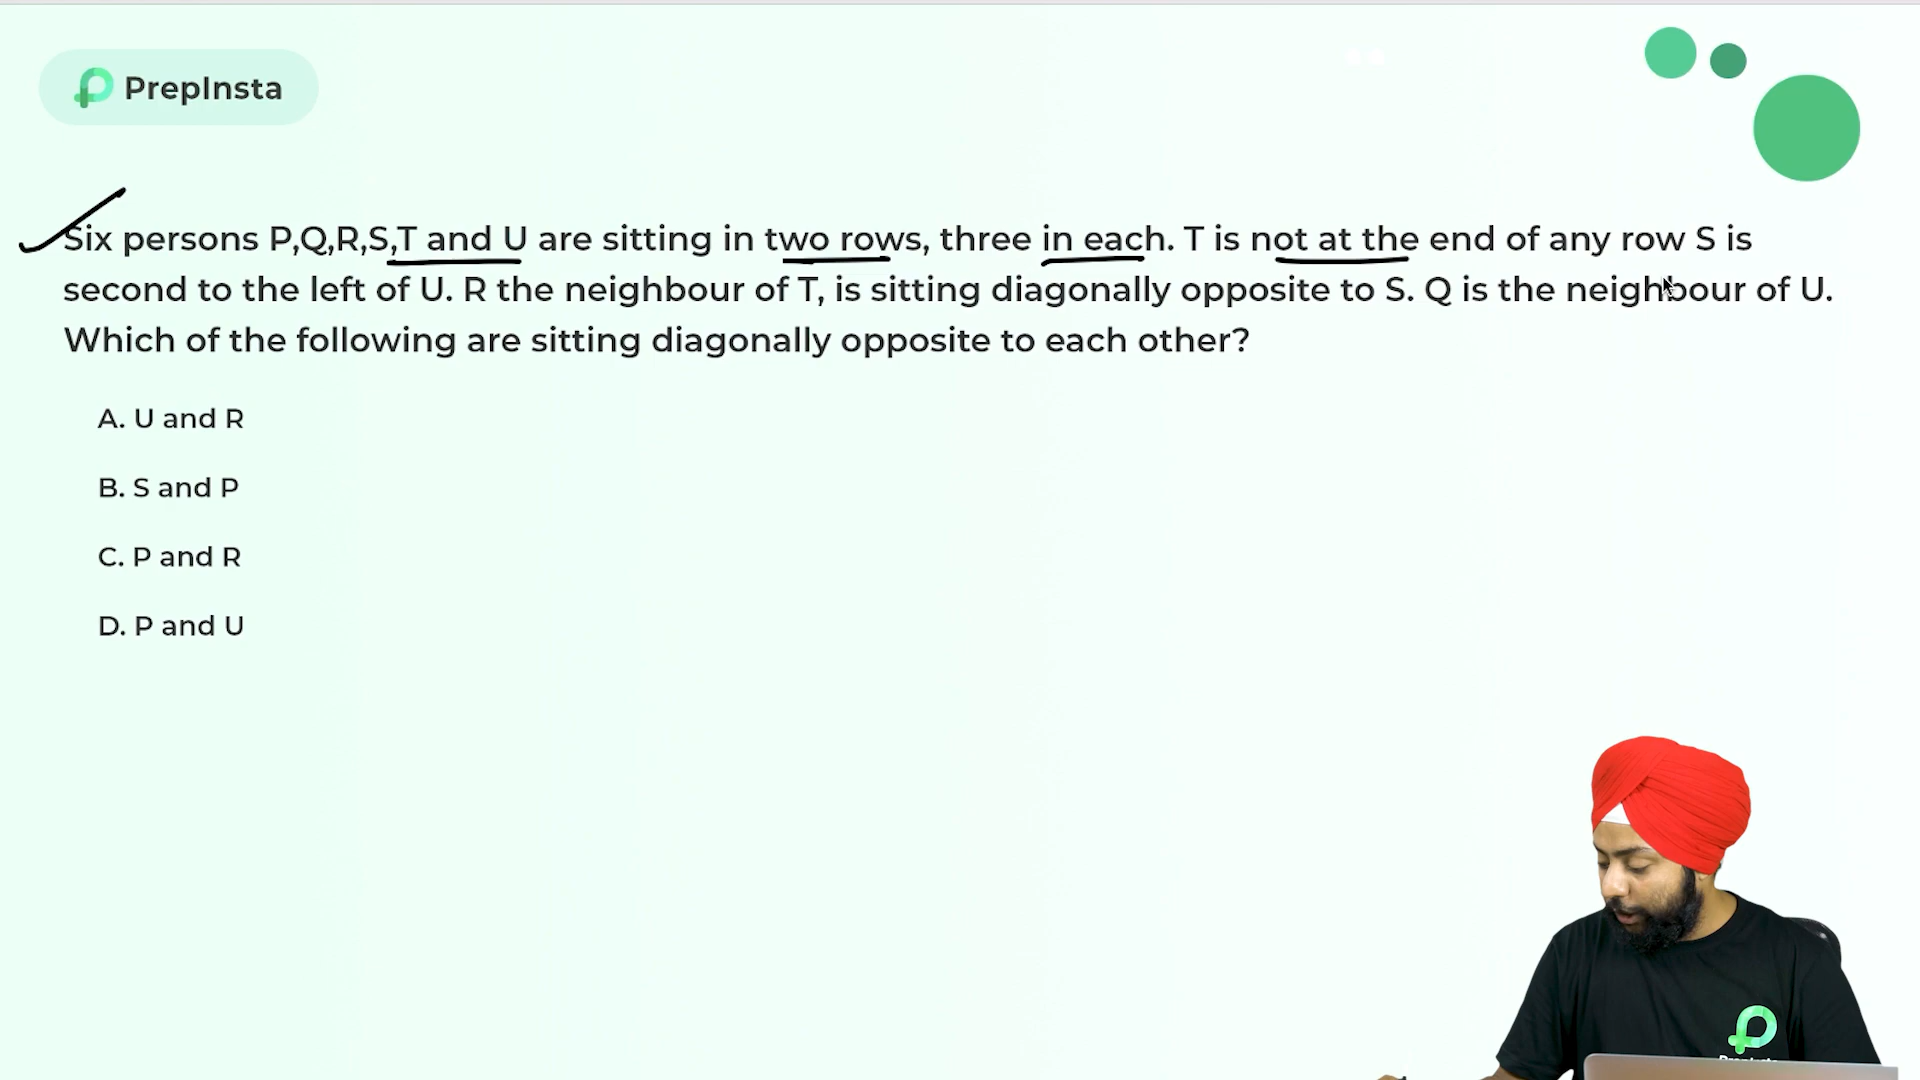 PrepInsta
Six persons P,Q,R,S,T and U are sitting in two rows, three in each. T is not at the end of any row S is
second to the left of U. R the neighbour of T, is sitting diagonally opposite to S. Q is the neighbour of U.
Which of the following are sitting diagonally opposite to each other?
A. U and R
B. S and P
C. P and R
D. P and U